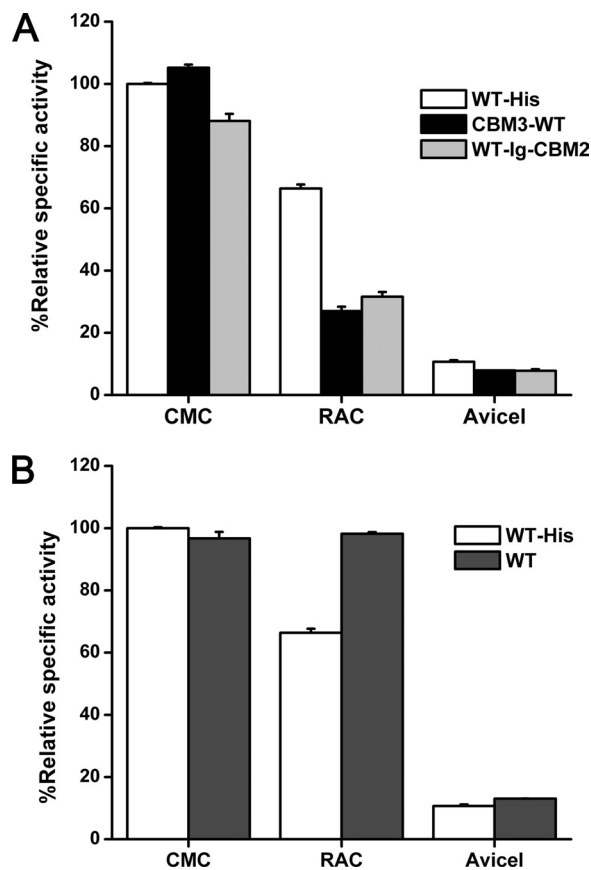 A
120
100
80
60
40
20
0
%Relative specific activity
WT-His
CBM3-WT
WT-Ig-CBM2
CMC RAC Avicel
B
120
100
80
60
40
20
0
%Relative specific activity
WT-His
WT
CMC RAC Avicel